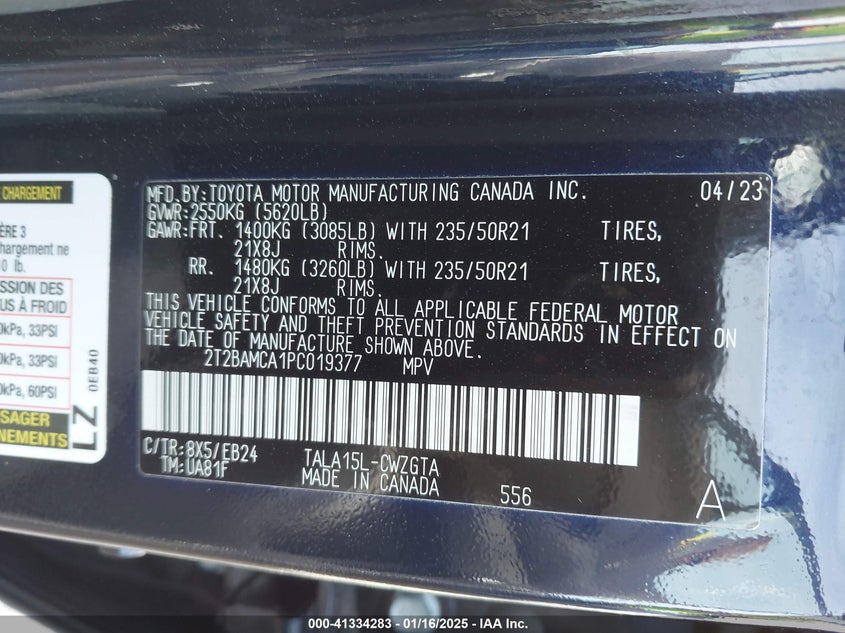 CHARGEMENT
ÈRE 3
hargement ne
0 lb.
ESSION DES
US À FROID
0kPa, 33PSI
0kPa, 33PSI
0kPa, 60PSI
SAGER
NEMENTS
LZ
0EB40
MFD.BY:TOYOTA MOTOR MANUFACTURING CANADA INC. 04/23
GVWR:2550KG (5620LB)
GAWR:FRT. 1400KG (3085LB) WITH 235/50R21 TIRES,
21X8J RIMS.
RR. 1480KG (3260LB) WITH 235/50R21 TIRES,
21X8J RIMS.
THIS VEHICLE CONFORMS TO ALL APPLICABLE FEDERAL MOTOR
VEHICLE SAFETY AND THEFT PREVENTION STANDARDS IN EFFECT ON
THE DATE OF MANUFACTURE SHOWN ABOVE.
2T2BAMCA1PC019377 MPV
C/TR:8X5/EB24 TALA15L-CWZGTA
TM:UA81F MADE IN CANADA 556 A
000-41334283 - 01/16/2025 - IAA Inc.